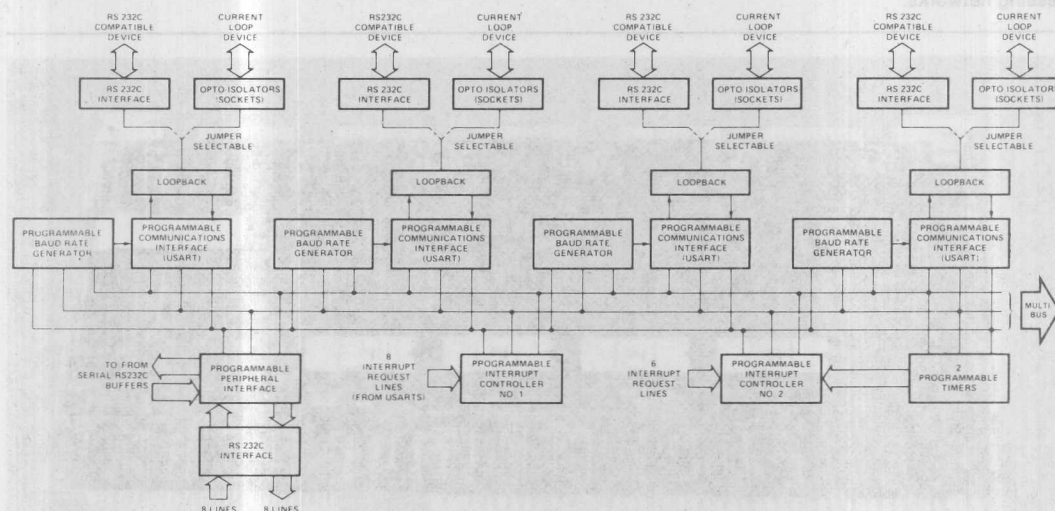 RS 232C
COMPATIBLE
DEVICE
CURRENT
LOOP
DEVICE
RS232C
COMPATIBLE
DEVICE
CURRENT
LOOP
DEVICE
RS 232C
COMPATIBLE
DEVICE
CURRENT
LOOP
DEVICE
RS 232C
COMPATIBLE
DEVICE
CURRENT
LOOP
DEVICE
RS 232C
INTERFACE
OPTO ISOLATORS
(SOCKETS)
RS 232C
INTERFACE
OPTO ISOLATORS
(SOCKETS)
RS 232C
INTERFACE
OPTO ISOLATORS
(SOCKETS)
RS 232C
INTERFACE
OPTO ISOLATORS
(SOCKETS)
JUMPER
SELECTABLE
JUMPER
SELECTABLE
JUMPER
SELECTABLE
JUMPER
SELECTABLE
LOOPBACK
LOOPBACK
LOOPBACK
LOOPBACK
PROGRAMMABLE
BAUD RATE
GENERATOR
PROGRAMMABLE
COMMUNICATIONS
INTERFACE
(USART)
PROGRAMMABLE
BAUD RATE
GENERATOR
PROGRAMMABLE
COMMUNICATIONS
INTERFACE
(USART)
PROGRAMMABLE
BAUD RATE
GENERATOR
PROGRAMMABLE
COMMUNICATIONS
INTERFACE
(USART)
PROGRAMMABLE
BAUD RATE
GENERATOR
PROGRAMMABLE
COMMUNICATIONS
INTERFACE
(USART)
MULTI
BUS
TO FROM
SERIAL RS232C
BUFFERS
PROGRAMMABLE
PERIPHERAL
INTERFACE
8
INTERRUPT
REQUEST
LINES
(FROM USARTS)
PROGRAMMABLE
INTERRUPT
CONTROLLER
NO. 1
6
INTERRUPT
REQUEST
LINES
PROGRAMMABLE
INTERRUPT
CONTROLLER
NO. 2
2
PROGRAMMABLE
TIMERS
RS 232C
INTERFACE
8 LINES
8 LINES